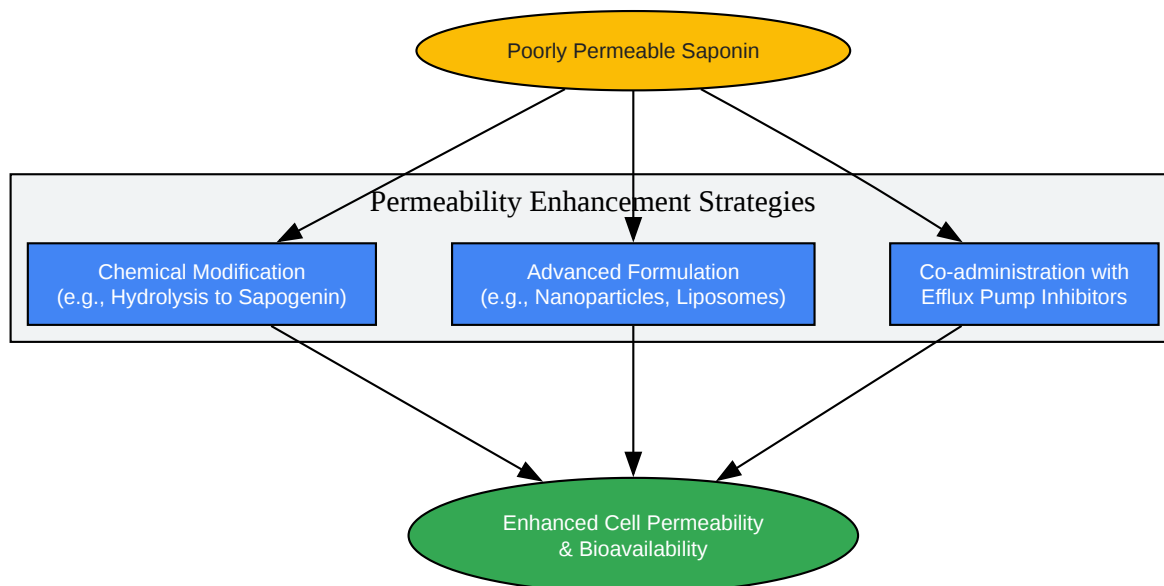 Poorly Permeable Saponin
Permeability Enhancement Strategies
Chemical Modification
(e.g., Hydrolysis to Sapogenin)
Advanced Formulation
(e.g., Nanoparticles, Liposomes)
Co-administration with
Efflux Pump Inhibitors
Enhanced Cell Permeability
& Bioavailability